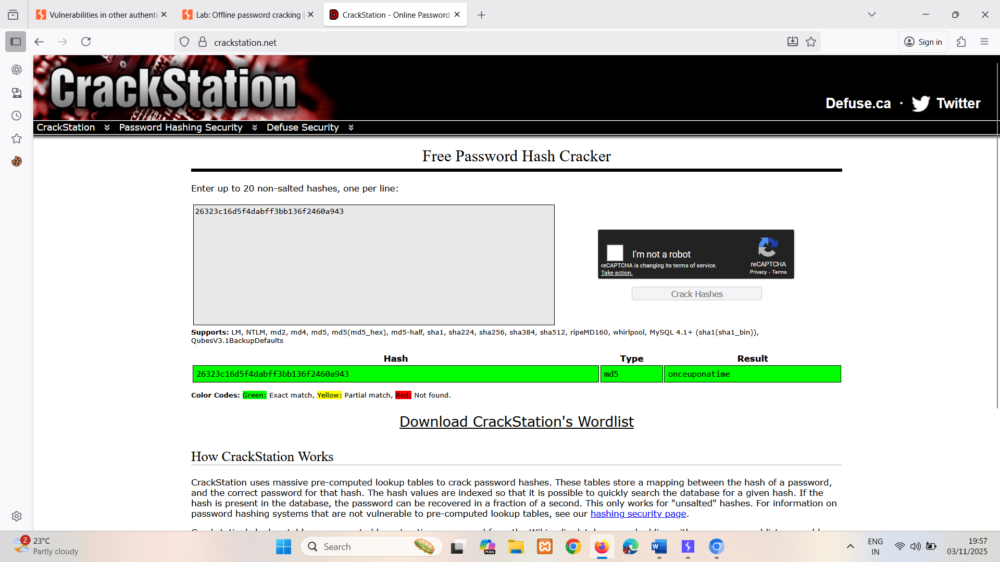 Vulnerabilities in other authenti
Lab: Offline password cracking |
CrackStation - Online Password
crackstation.net
Sign in
CrackStation
Defuse.ca · Twitter
CrackStation Password Hashing Security Defuse Security
Free Password Hash Cracker
Enter up to 20 non-salted hashes, one per line:
26323c16d5f4dabff3bb136f2460a943
I'm not a robot
reCAPTCHA is changing its terms of service.
Take action.
reCAPTCHA
Privacy - Terms
Crack Hashes
Supports: LM, NTLM, md2, md4, md5, md5(md5_hex), md5-half, sha1, sha224, sha256, sha384, sha512, ripeMD160, whirlpool, MySQL 4.1+ (sha1(sha1_bin)),
QubesV3.1BackupDefaults
Hash Type Result
26323c16d5f4dabff3bb136f2460a943 md5 onceuponatime
Color Codes: Green: Exact match, Yellow: Partial match, Red: Not found.
Download CrackStation's Wordlist
How CrackStation Works
CrackStation uses massive pre-computed lookup tables to crack password hashes. These tables store a mapping between the hash of a password,
and the correct password for that hash. The hash values are indexed so that it is possible to quickly search the database for a given hash. If the
hash is present in the database, the password can be recovered in a fraction of a second. This only works for "unsalted" hashes. For information on
password hashing systems that are not vulnerable to pre-computed lookup tables, see our hashing security page.
2
23°C
Partly cloudy
Search
M365
ENG
IN
19:57
03/11/2025